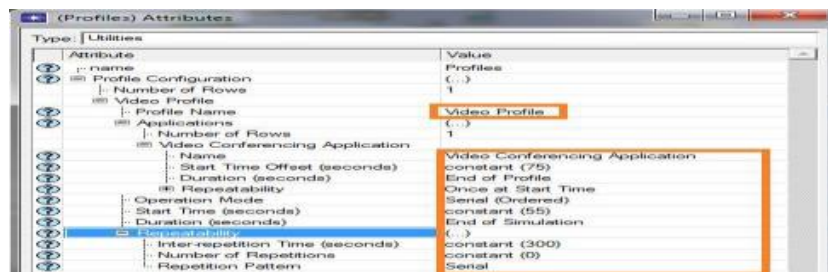 (Profiles) Attributes
Type: Utilities
Attribute Value
name Profiles
Profile Configuration (...)
Number of Rows 1
Video Profile
Profile Name Video Profile
Applications (...)
Number of Rows 1
Video Conferencing Application
Name Video Conferencing Application
Start Time Offset (seconds) constant (75)
Duration (seconds) End of Profile
Repeatability Once at Start Time
Operation Mode Serial (Ordered)
Start Time (seconds) constant (55)
Duration (seconds) End of Simulation
Repeatability (...)
Inter-repetition Time (seconds) constant (300)
Number of Repetitions constant (0)
Repetition Pattern Serial